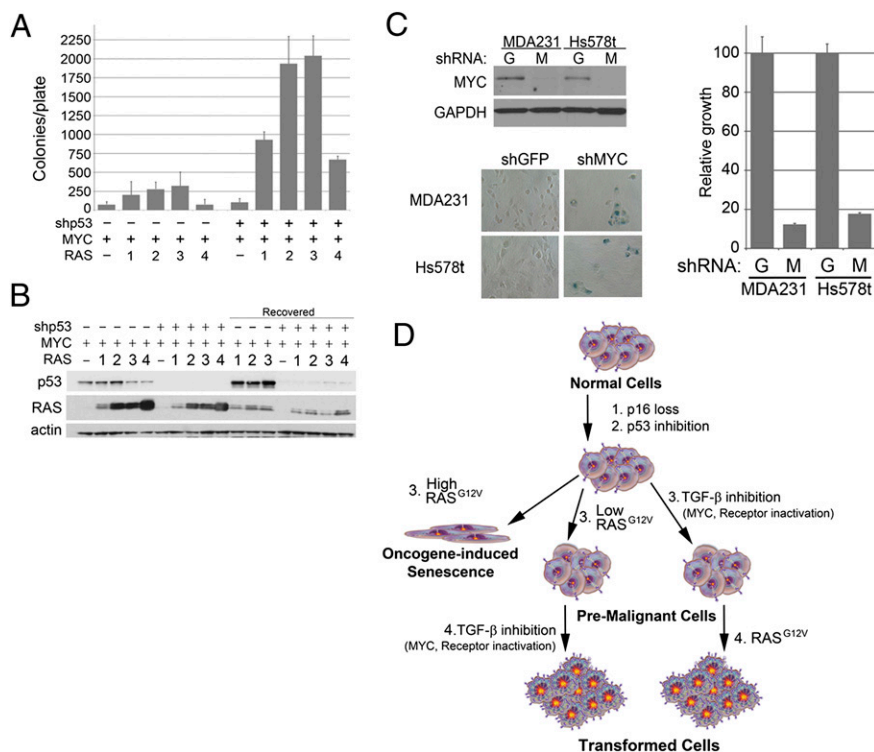 A
Colonies/plate
2250
2000
1750
1500
1250
1000
750
500
250
shp53 – – – – – + + + + +
MYC + + + + + + + + + +
RAS – 1 2 3 4 – 1 2 3 4
B
Recovered
shp53 – – – – – + + + + + – – – + + + + +
MYC + + + + + + + + + + + + + + + + + +
RAS – 1 2 3 4 – 1 2 3 4 1 2 3 – 1 2 3 4
p53
RAS
actin
C
MDA231 Hs578t
shRNA: G M G M
MYC
GAPDH
shGFP shMYC
MDA231
Hs578t
Relative growth
120
100
80
60
40
20
0
shRNA: G M G M
MDA231 Hs578t
D
Normal Cells
1. p16 loss
2. p53 inhibition
3. High
RAS^G12V
3. Low
RAS^G12V
3. TGF-β inhibition
(MYC, Receptor inactivation)
Oncogene-induced
Senescence
Pre-Malignant Cells
4. TGF-β inhibition
(MYC, Receptor inactivation)
4. RAS^G12V
Transformed Cells